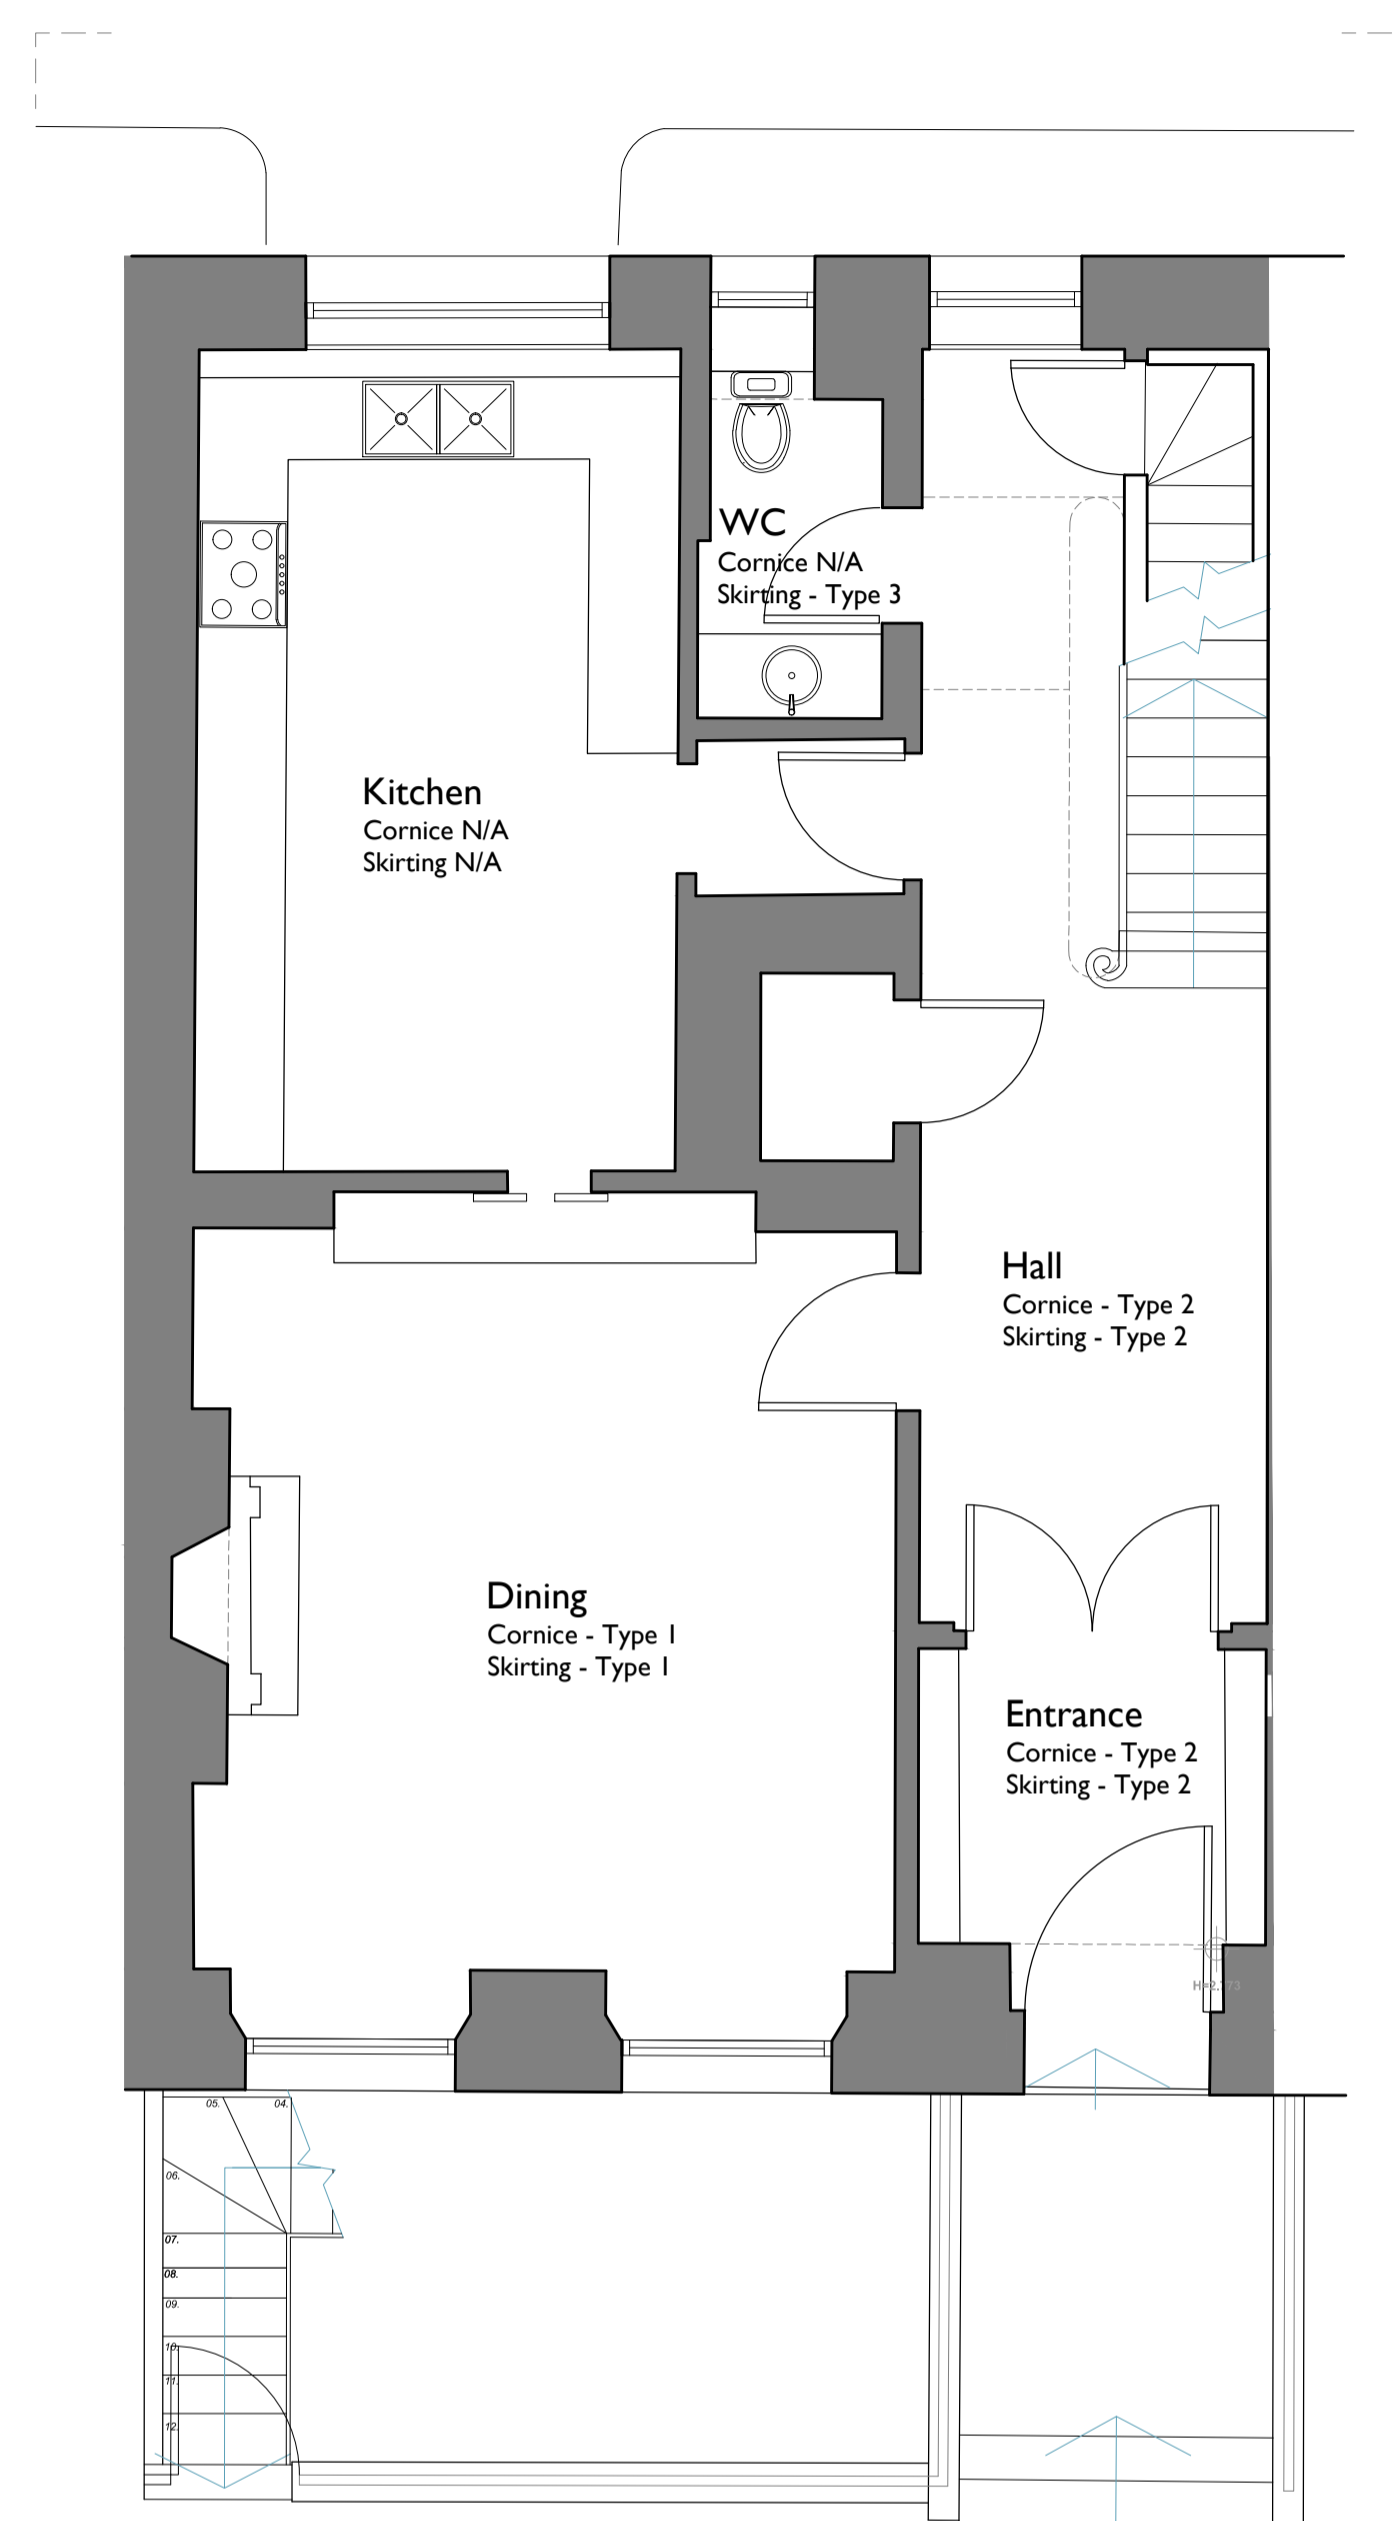 WC
Cornice N/A
Skirting - Type 3
Kitchen
Cornice N/A
Skirting N/A
Hall
Cornice - Type 2
Skirting - Type 2
Dining
Cornice - Type 1
Skirting - Type 1
Entrance
Cornice - Type 2
Skirting - Type 2
05.
04.
06.
07.
08.
09.
10.
11.
12.